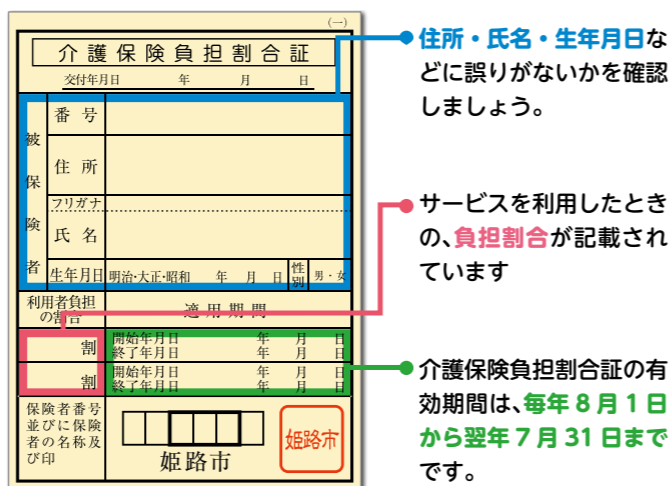 (一)
介護保険負担割合証
交付年月日 年 月 日
被保険者
番号
住所
フリガナ
氏名
生年月日 明治・大正・昭和 年 月 日 性別 男・女
利用者負担
の割合
適用期間
割 開始年月日 年 月 日
終了年月日 年 月 日
割 開始年月日 年 月 日
終了年月日 年 月 日
保険者番号
並びに保険
者の名称及
び印
姫路市
姫路市
住所・氏名・生年月日な
どに誤りがないかを確認
しましょう。
サービスを利用したとき
の、負担割合が記載され
ています
介護保険負担割合証の有
効期間は、毎年8月1日
から翌年7月31日まで
です。